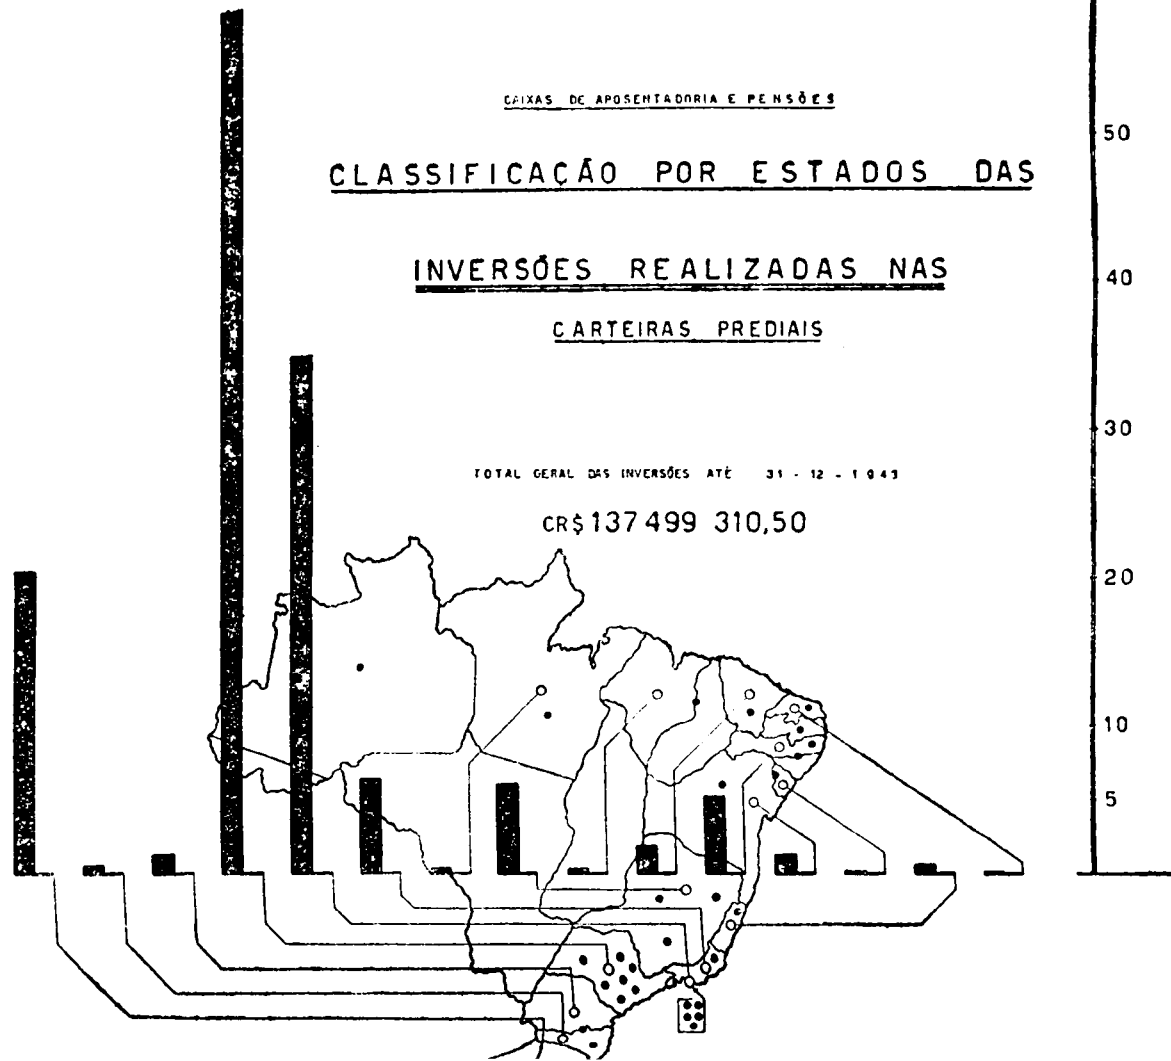 CAIXAS DE APOSENTADORIA E PENSÕES
CLASSIFICAÇÃO POR ESTADOS DAS
INVERSÕES REALIZADAS NAS
CARTEIRAS PREDIAIS
TOTAL GERAL DAS INVERSÕES ATÉ 31 - 12 - 1943
CR$ 137 499 310,50
50
40
30
20
10
5